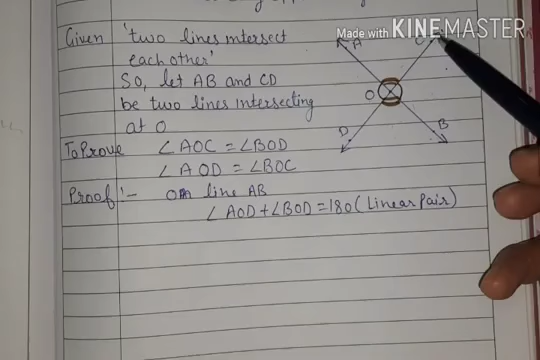 Made with KINEMASTER
Given 'two lines intersect
each other'
So, let AB and CD
be two lines intersecting
at O
A
C
O
D
B
To Prove ∠AOC = ∠BOD
∠AOD = ∠BOC
Proof :- on line AB
∠AOD + ∠BOD = 180 (Linear Pair)